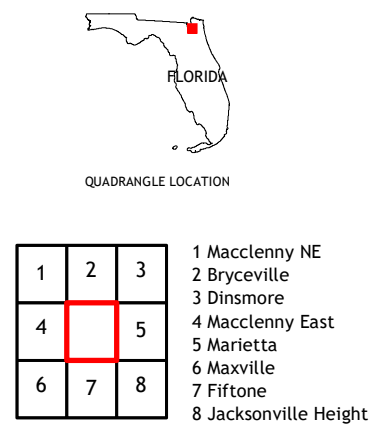 FLORIDA
QUADRANGLE LOCATION
1 2 3
4 5
6 7 8
1 Macclenny NE
2 Bryceville
3 Dinsmore
4 Macclenny East
5 Marietta
6 Maxville
7 Fiftone
8 Jacksonville Height